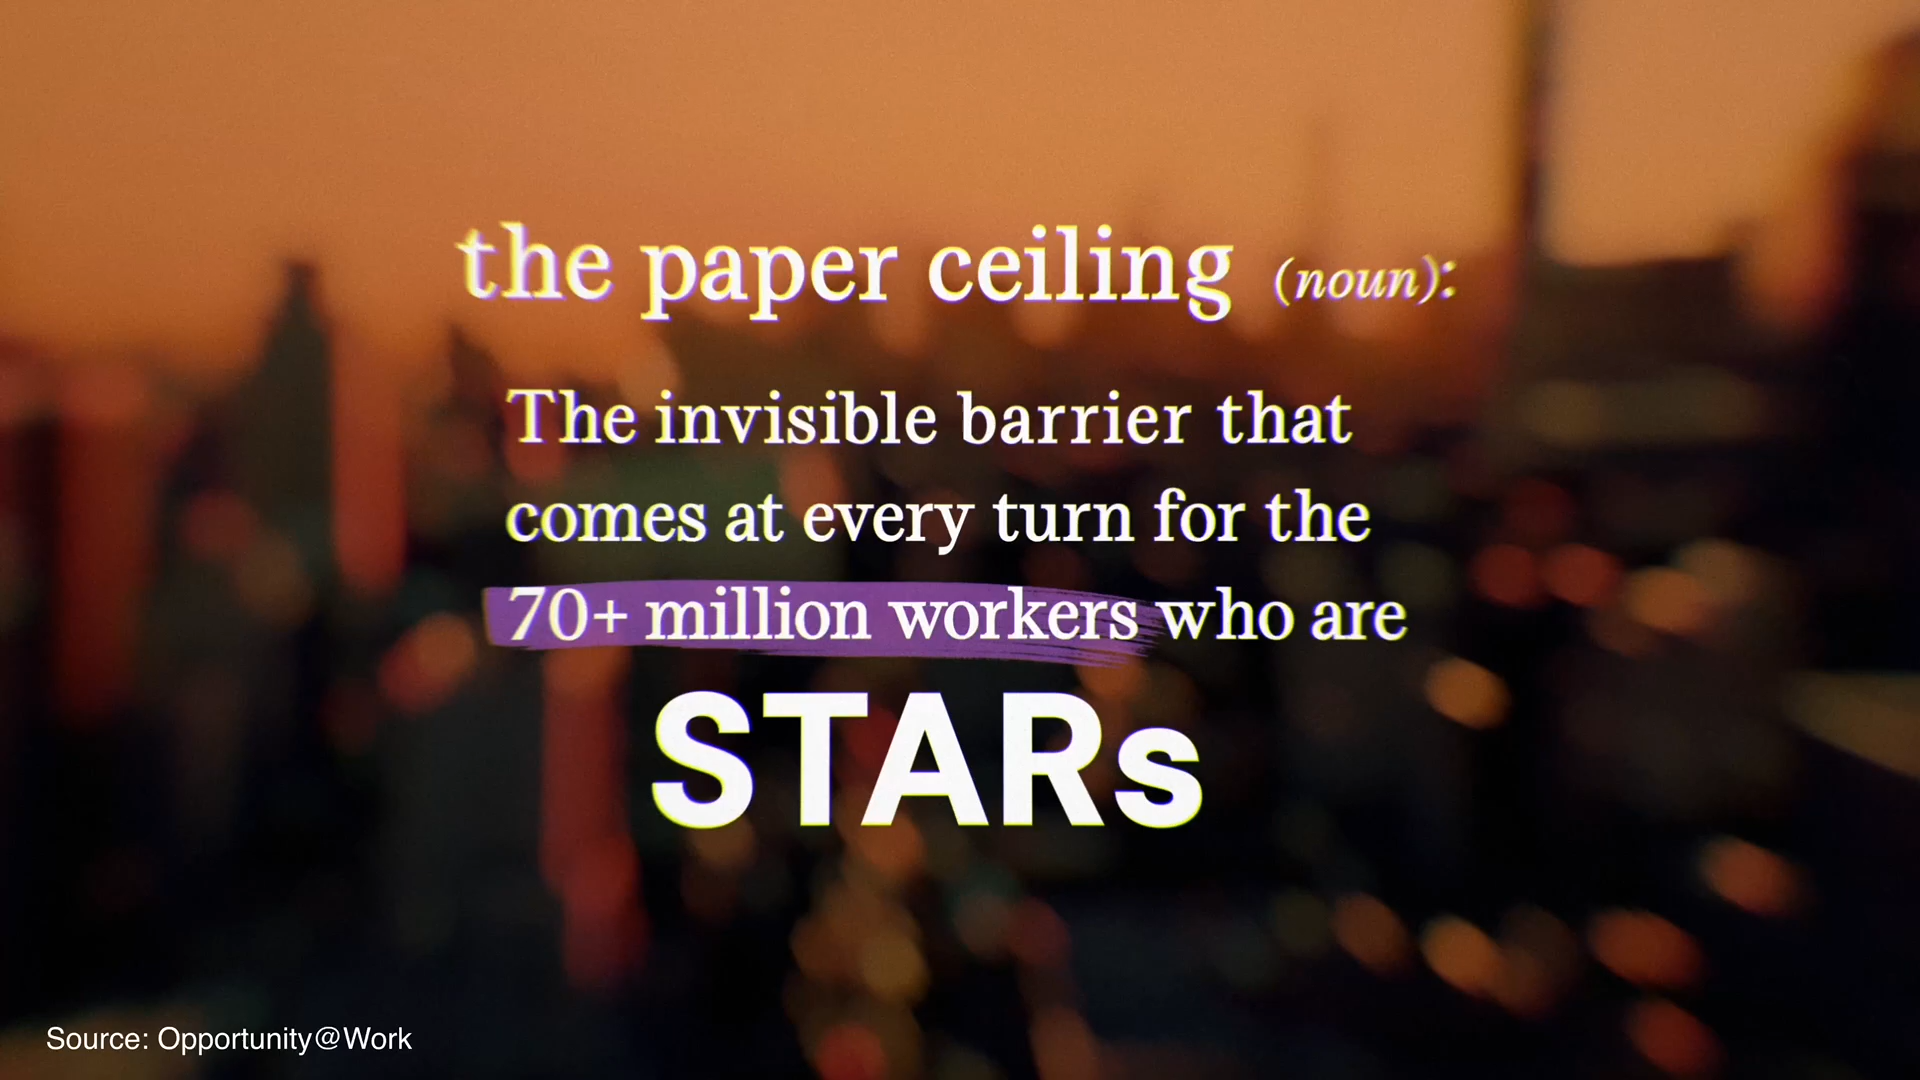 the paper ceiling (noun):
The invisible barrier that
comes at every turn for the
70+ million workers who are
STARs
Source: Opportunity@Work